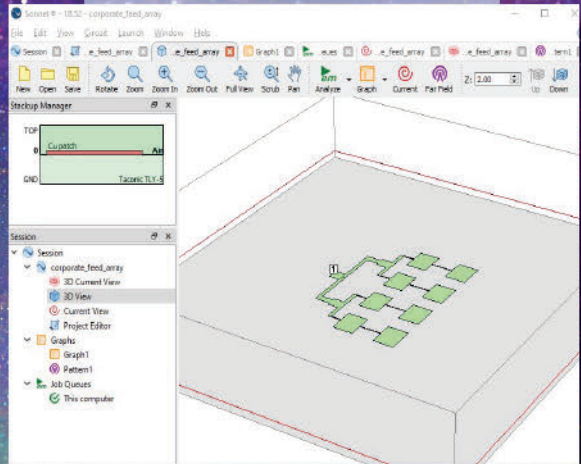 Sonnet ® - 18.52 - corporate_feed_array
File Edit View Circuit Launch Window Help
Session .e_feed_array ..e_feed_array Graph1 .e_feed_array .e_feed_array
New Open Save Rotate Zoom Zoom In Zoom Out Full View Scrub Pan Analyze Graph Current Far Field Z: 2.00 Up Down
Stackup Manager
TOP
Cu patch
0 Air
GND Taconic TLY-5
1
Session
Session
corporate_feed_array
3D Current View
3D View
Current View
Project Editor
Graphs
Graph1
Pattern1
Job Queues
This computer